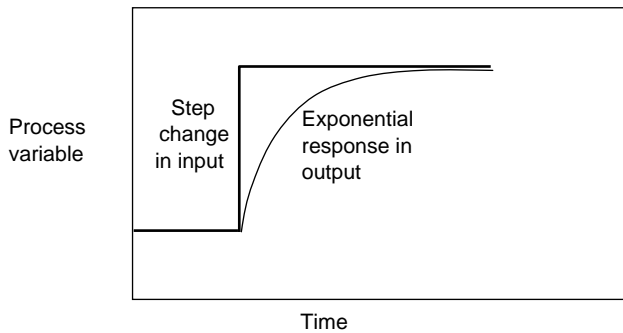 Process
variable
Step
change
in input
Exponential
response in
output
Time